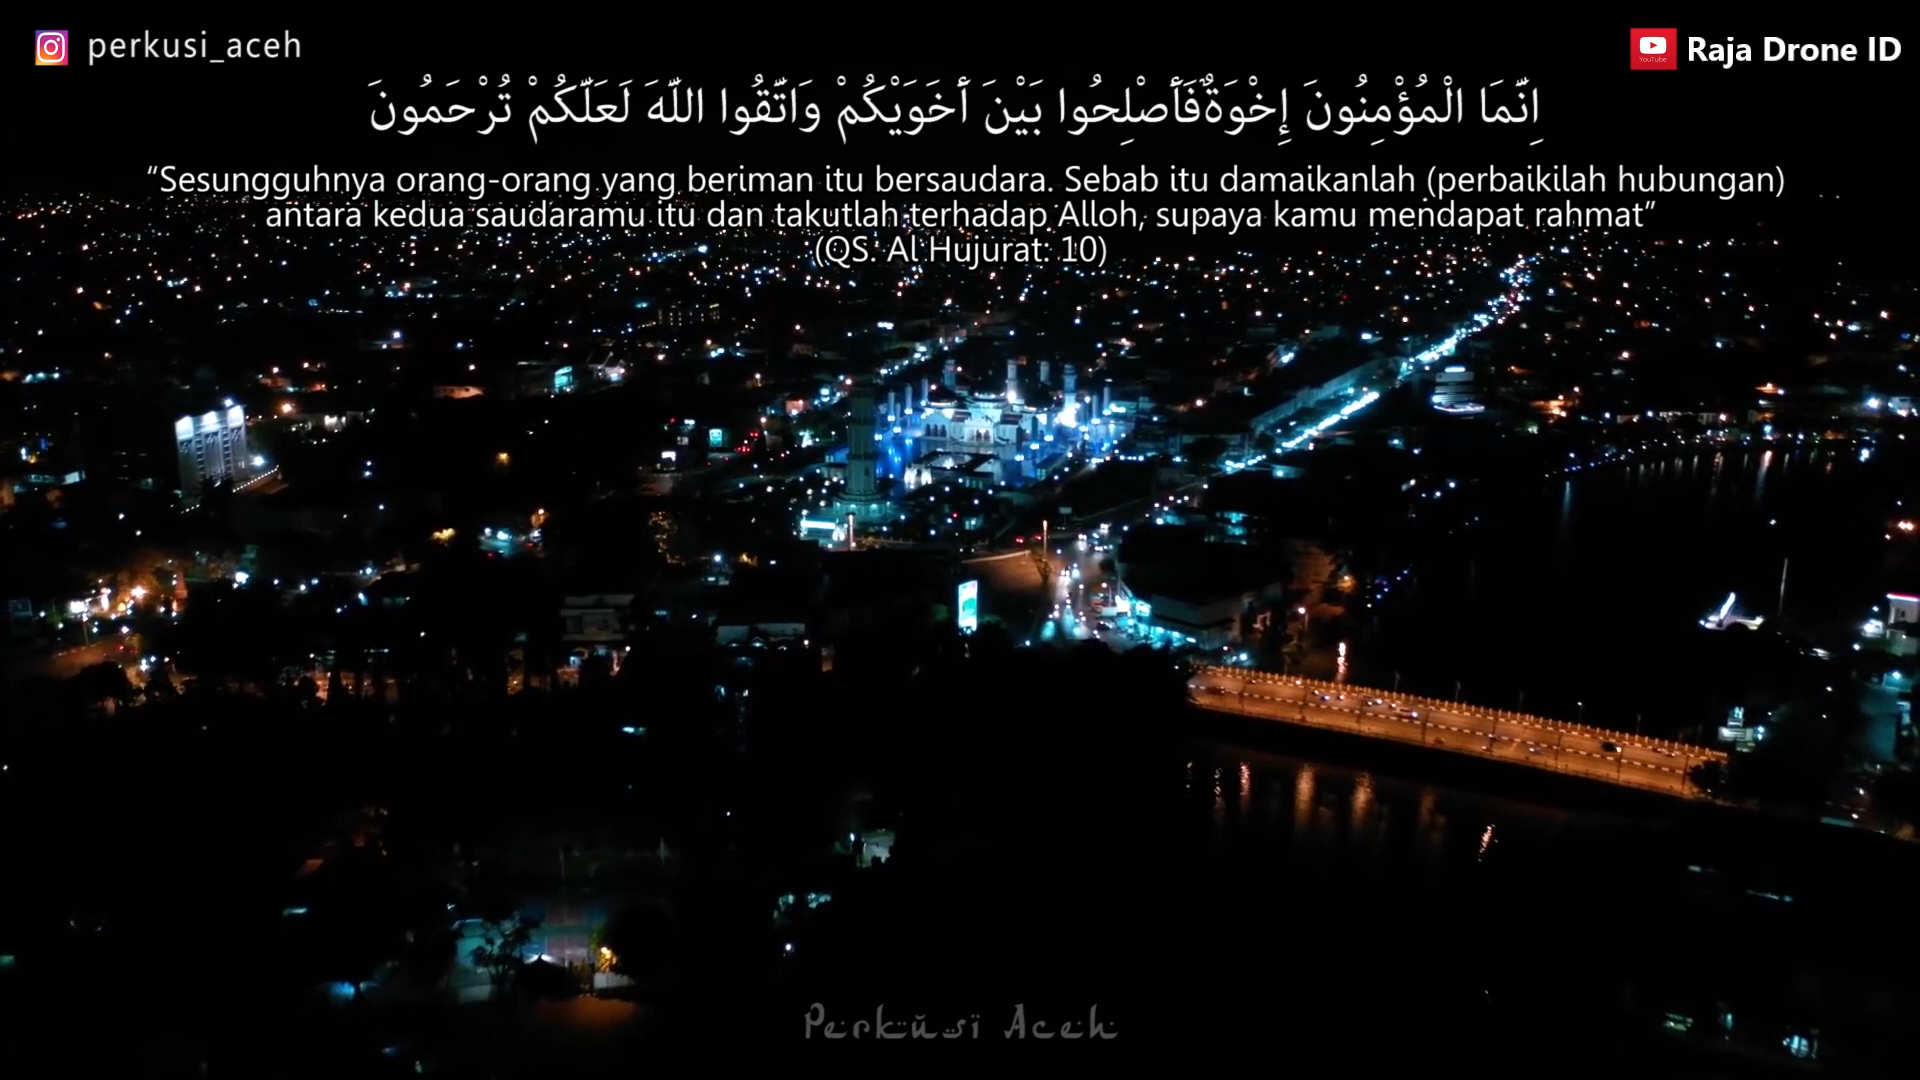 perkusi_aceh
YouTube
Raja Drone ID
اِنَّمَا الْمُؤْمِنُونَ إِخْوَةٌفَأَصْلِحُوا بَيْنَ أَخَوَيْكُمْ وَاتَّقُوا اللَّهَ لَعَلَّكُمْ تُرْحَمُونَ
“Sesungguhnya orang-orang yang beriman itu bersaudara. Sebab itu damaikanlah (perbaikilah hubungan)
antara kedua saudaramu itu dan takutlah terhadap Alloh, supaya kamu mendapat rahmat”
(QS. Al Hujurat: 10)
Perkusi Aceh